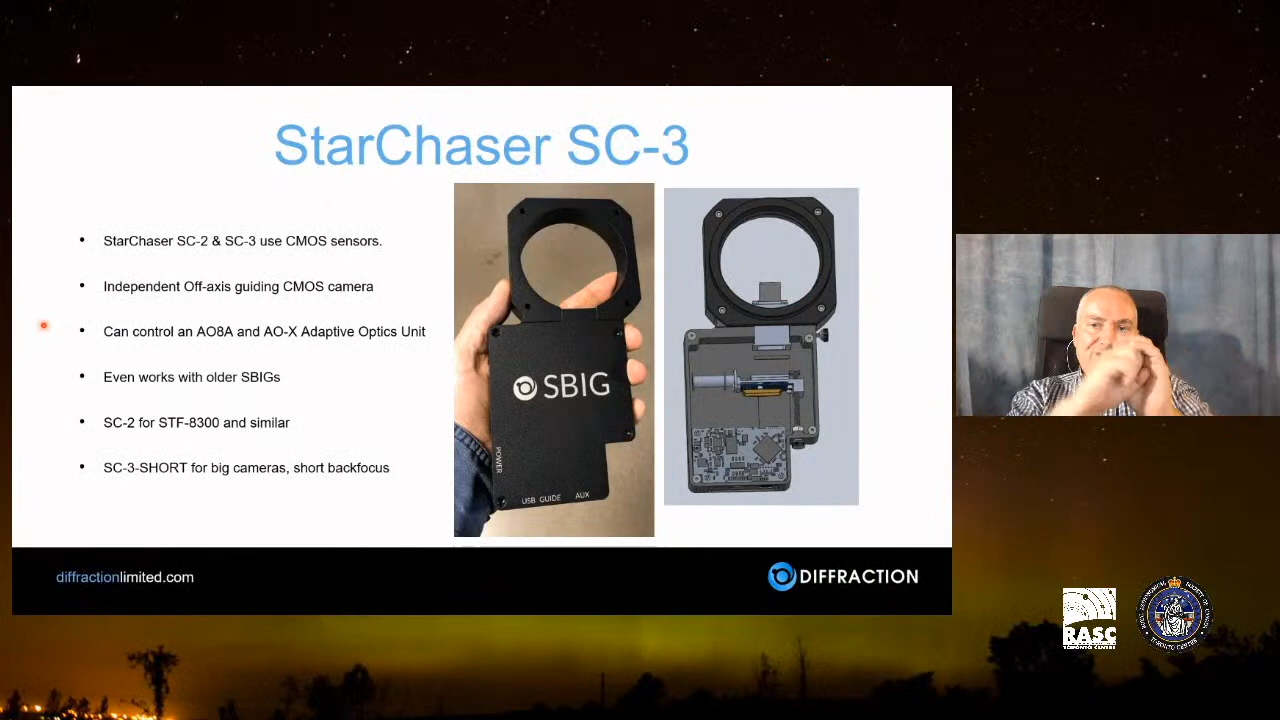 StarChaser SC-3
• StarChaser SC-2 & SC-3 use CMOS sensors.
• Independent Off-axis guiding CMOS camera
• Can control an AO8A and AO-X Adaptive Optics Unit
• Even works with older SBIGs
• SC-2 for STF-8300 and similar
• SC-3-SHORT for big cameras, short backfocus
SBIG
POWER
USB GUIDE AUX
diffractionlimited.com
DIFFRACTION
RASC
TORONTO CENTRE